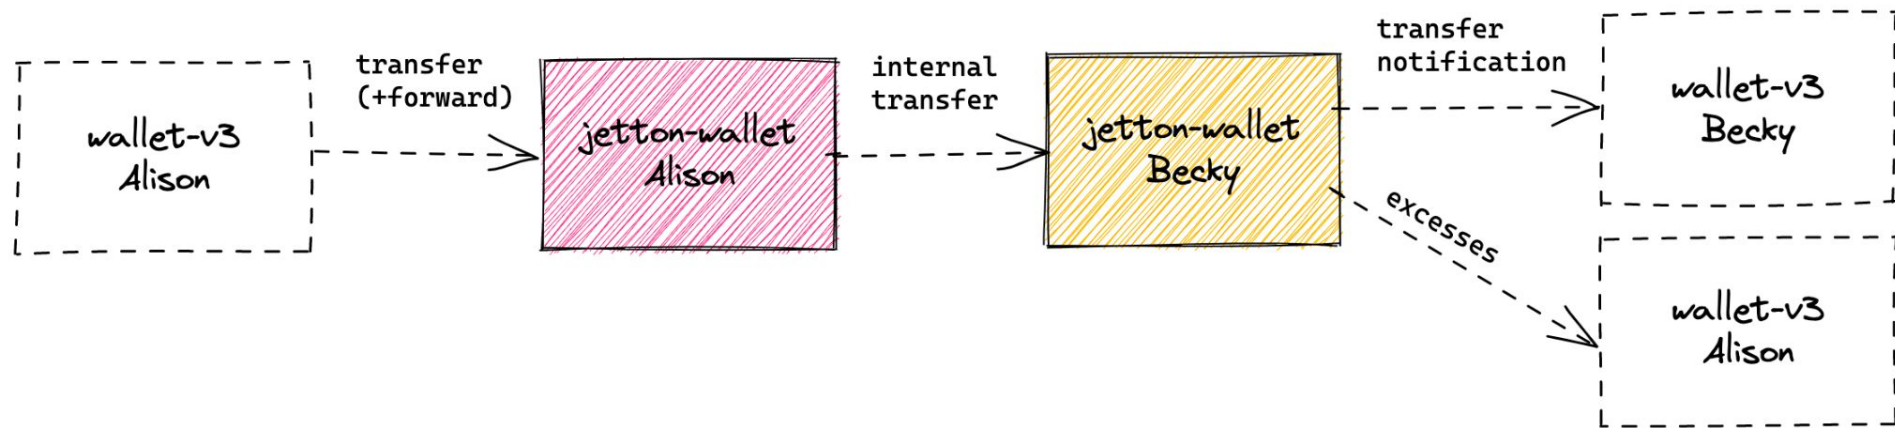 wallet-v3
Alison
transfer
(+forward)
jetton-wallet
Alison
internal
transfer
jetton-wallet
Becky
transfer
notification
wallet-v3
Becky
excesses
wallet-v3
Alison